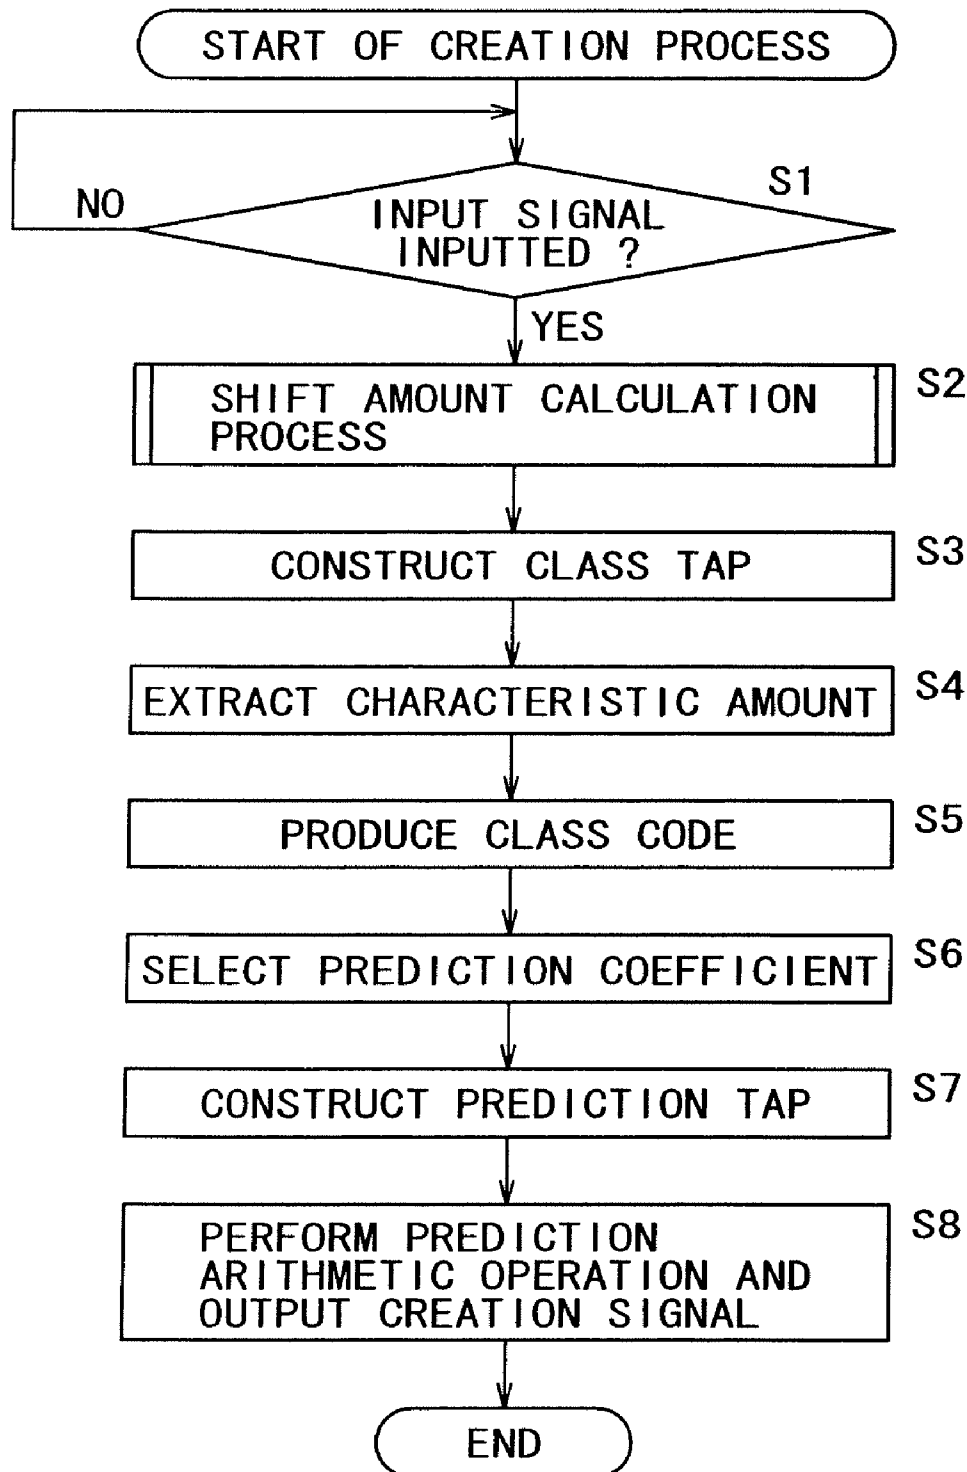 START OF CREATION PROCESS
S1
NO
INPUT SIGNAL
INPUTTED ?
YES
S2
SHIFT AMOUNT CALCULATION
PROCESS
S3
CONSTRUCT CLASS TAP
S4
EXTRACT CHARACTERISTIC AMOUNT
S5
PRODUCE CLASS CODE
S6
SELECT PREDICTION COEFFICIENT
S7
CONSTRUCT PREDICTION TAP
S8
PERFORM PREDICTION
ARITHMETIC OPERATION AND
OUTPUT CREATION SIGNAL
END